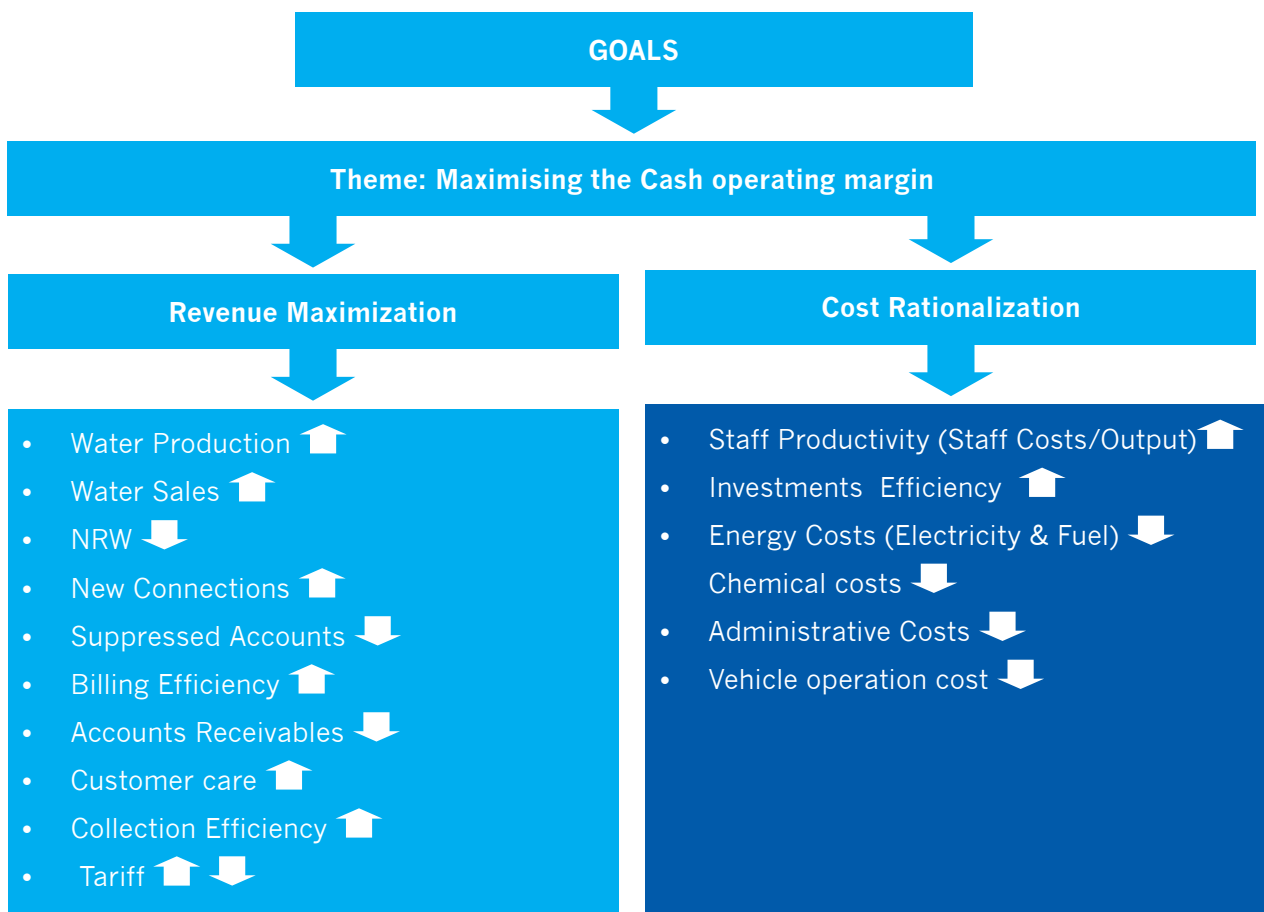 GOALS
Theme: Maximising the Cash operating margin
Revenue Maximization
• Water Production
• Water Sales
• NRW
• New Connections
• Suppressed Accounts
• Billing Efficiency
• Accounts Receivables
• Customer care
• Collection Efficiency
• Tariff
Cost Rationalization
• Staff Productivity (Staff Costs/Output)
• Investments Efficiency
• Energy Costs (Electricity & Fuel)
Chemical costs
• Administrative Costs
• Vehicle operation cost